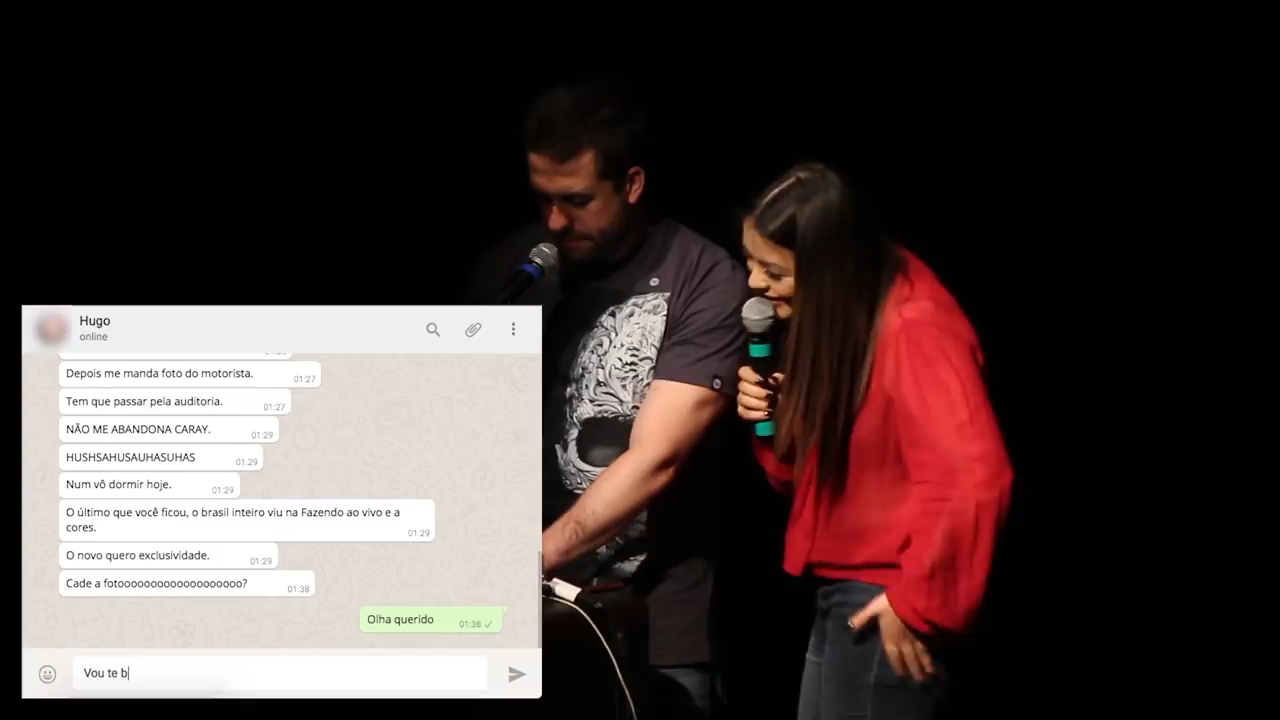 Hugo
online
Depois me manda foto do motorista.
01:27
Tem que passar pela auditoria.
01:27
NÃO ME ABANDONA CARAY.
01:29
HUSHSAHUSAUHASUHAS
01:29
Num vô dormir hoje.
01:29
O último que você ficou, o brasil inteiro viu na Fazendo ao vivo e a
cores.
01:29
O novo quero exclusividade.
01:29
Cade a fotooooooooooooooooooo?
01:38
Olha querido
01:38
Vou te b